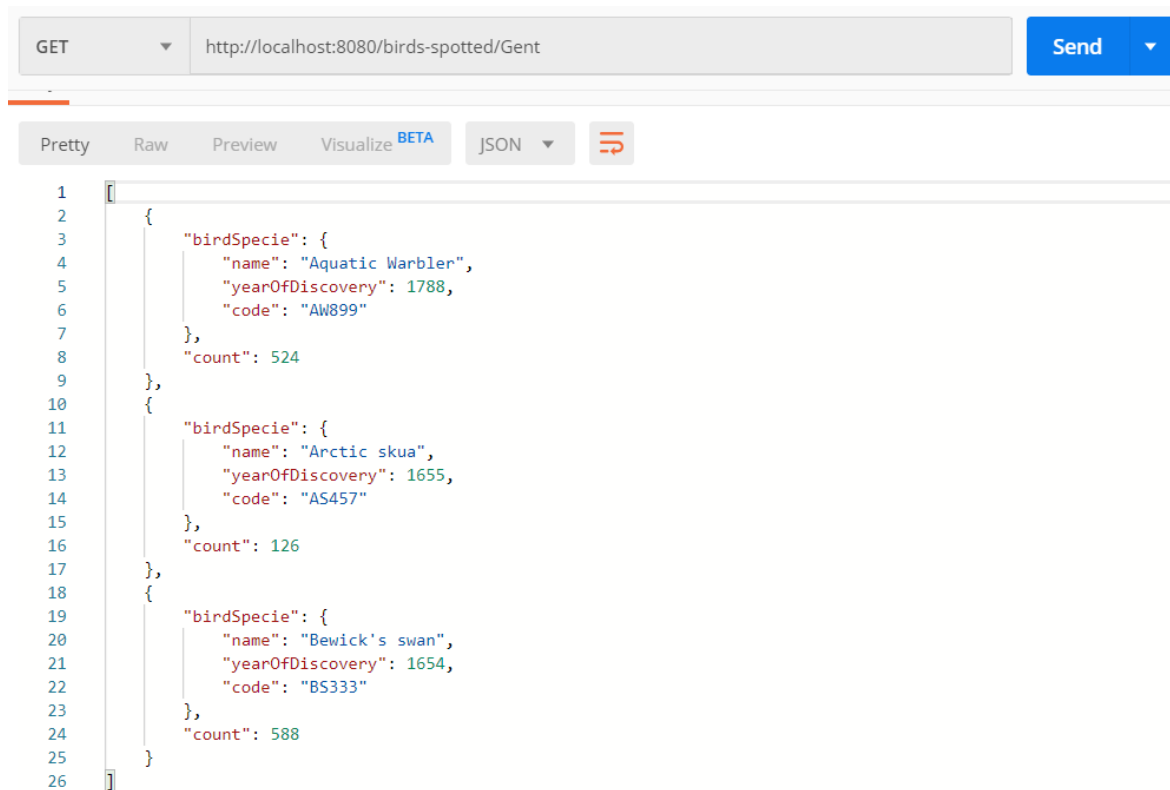 GET http://localhost:8080/birds-spotted/Gent Send
Pretty Raw Preview Visualize BETA JSON
1 [
2 {
3 "birdSpecie": {
4 "name": "Aquatic Warbler",
5 "yearOfDiscovery": 1788,
6 "code": "AW899"
7 },
8 "count": 524
9 },
10 {
11 "birdSpecie": {
12 "name": "Arctic skua",
13 "yearOfDiscovery": 1655,
14 "code": "AS457"
15 },
16 "count": 126
17 },
18 {
19 "birdSpecie": {
20 "name": "Bewick's swan",
21 "yearOfDiscovery": 1654,
22 "code": "BS333"
23 },
24 "count": 588
25 }
26 ]